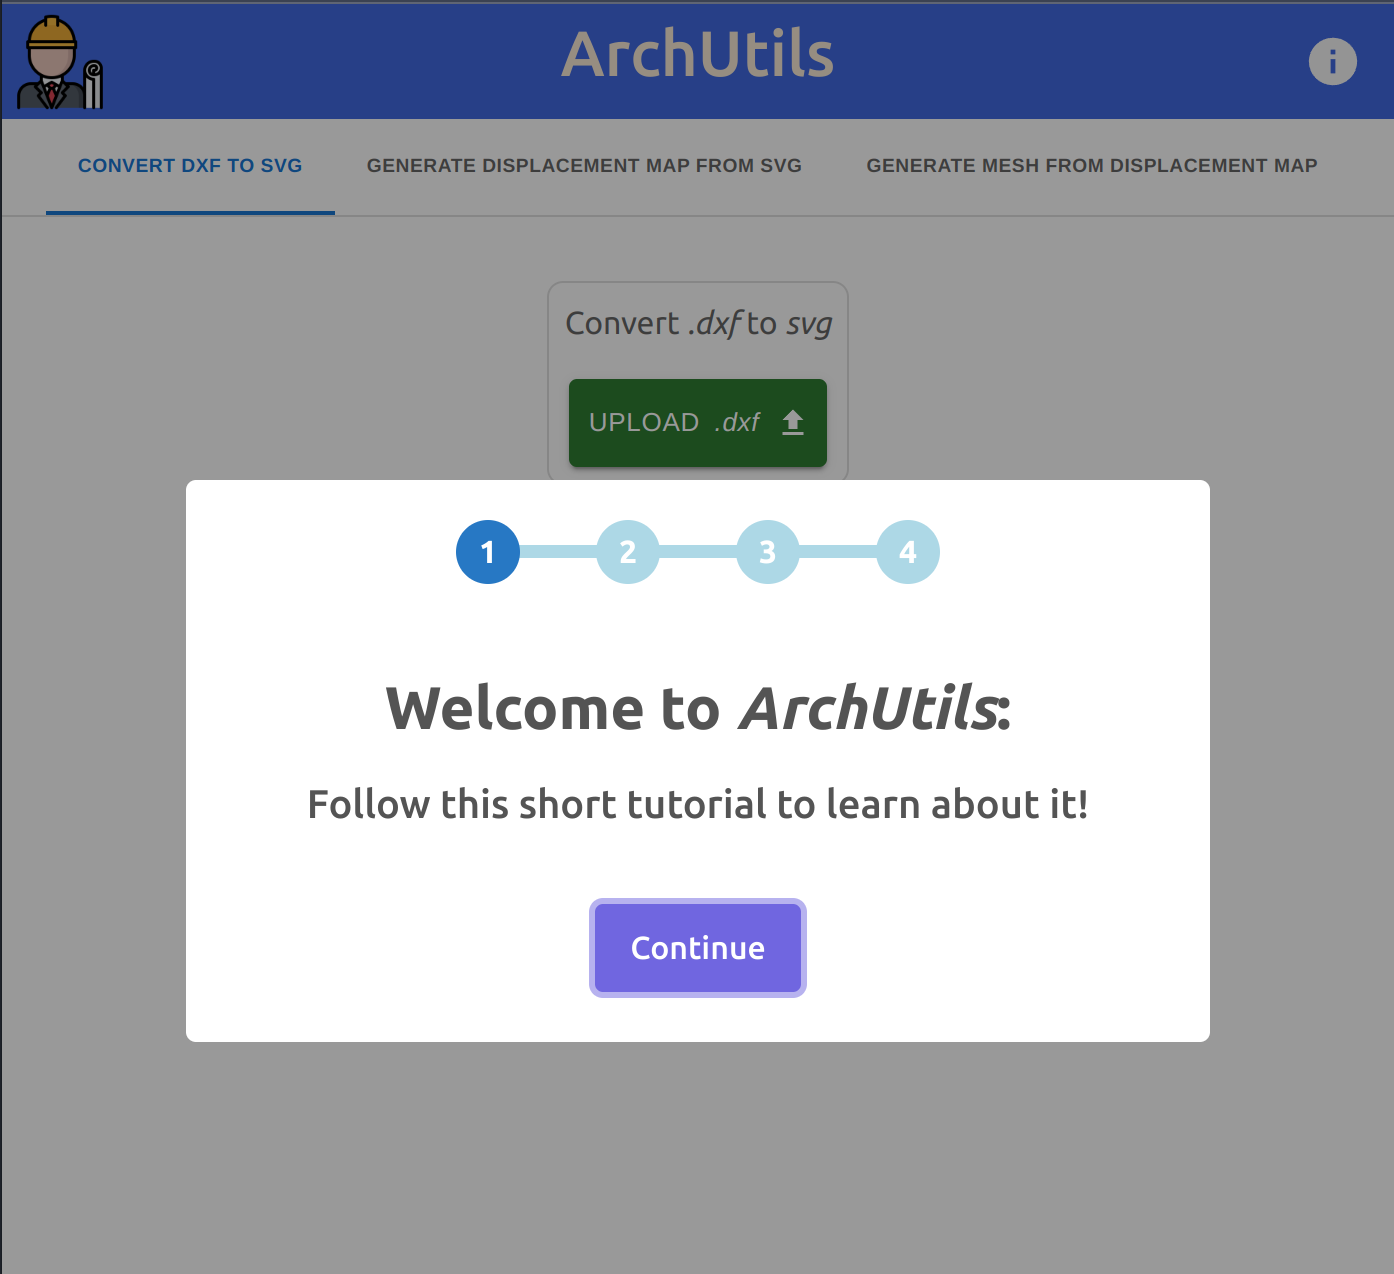 ArchUtils
CONVERT DXF TO SVG
GENERATE DISPLACEMENT MAP FROM SVG
GENERATE MESH FROM DISPLACEMENT MAP
Convert .dxf to svg
UPLOAD .dxf
1 2 3 4
Welcome to ArchUtils:
Follow this short tutorial to learn about it!
Continue